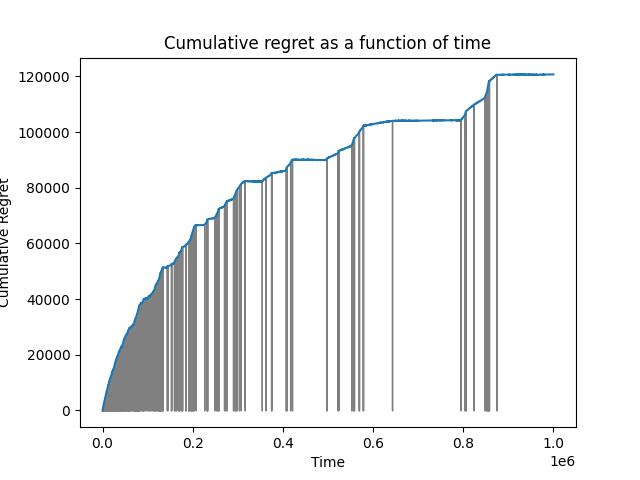 Cumulative regret as a function of time
Cumulative Regret
120000
100000
80000
60000
40000
20000
0
0.0 0.2 0.4 0.6 0.8 1.0
1e6
Time